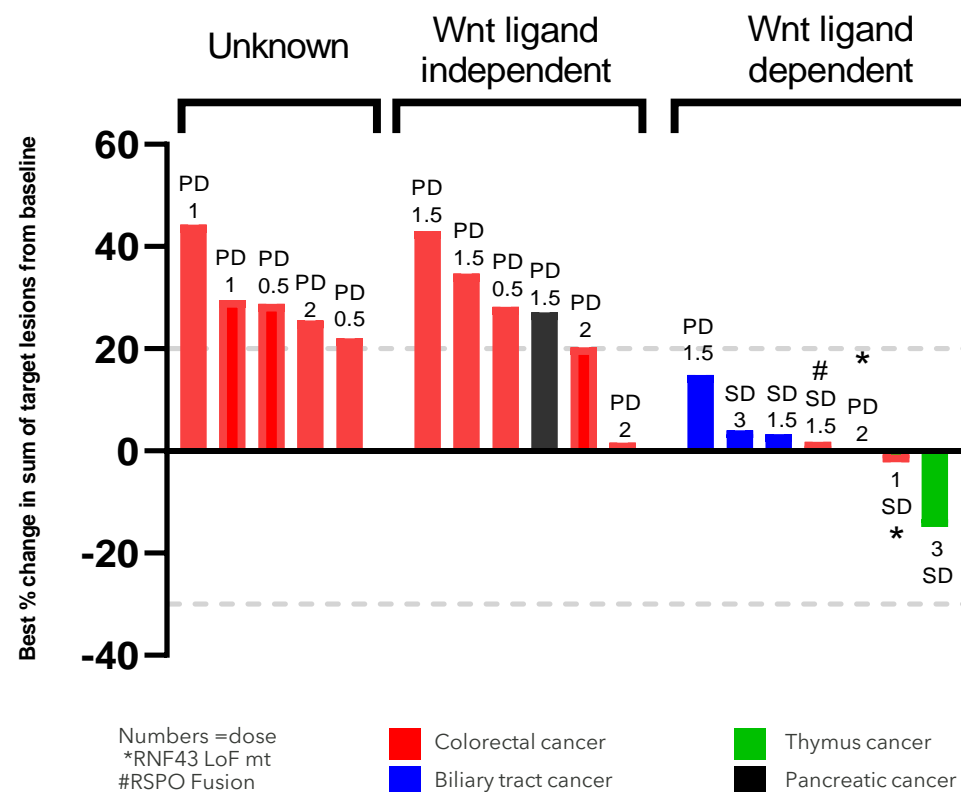 Unknown
Wnt ligand
independent
Wnt ligand
dependent
Best % change in sum of target lesions from baseline
60
40
20
0
-20
-40
PD
1
PD
1
PD
0.5
PD
2
PD
0.5
PD
1.5
PD
1.5
PD
0.5
PD
1.5
PD
2
PD
2
PD
1.5
SD
3
SD
1.5
#
SD
1.5
*
PD
2
1
SD
*
3
SD
Numbers =dose
*RNF43 LoF mt
#RSPO Fusion
Colorectal cancer
Biliary tract cancer
Thymus cancer
Pancreatic cancer